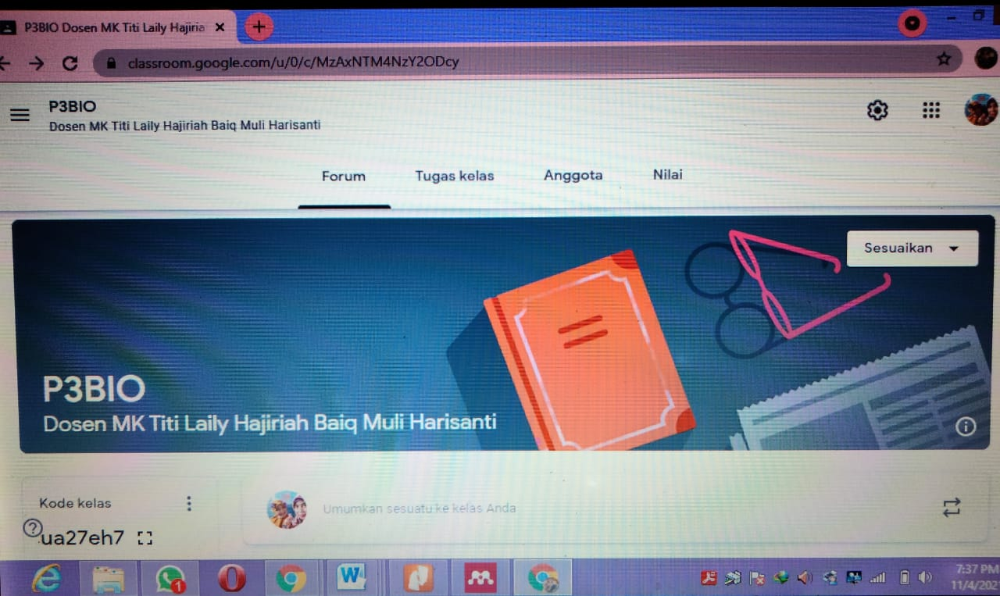 P3BIO Dosen MK Titi Laily Hajiria
classroom.google.com/u/0/c/MzAxNTM4NzY2ODcy
P3BIO
Dosen MK Titi Laily Hajiriah Baiq Muli Harisanti
Forum
Tugas kelas
Anggota
Nilai
Sesuaikan
P3BIO
Dosen MK Titi Laily Hajiriah Baiq Muli Harisanti
Kode kelas
Umumkan sesuatu ke kelas Anda
ua27eh7
1
7:37 PM
11/4/202